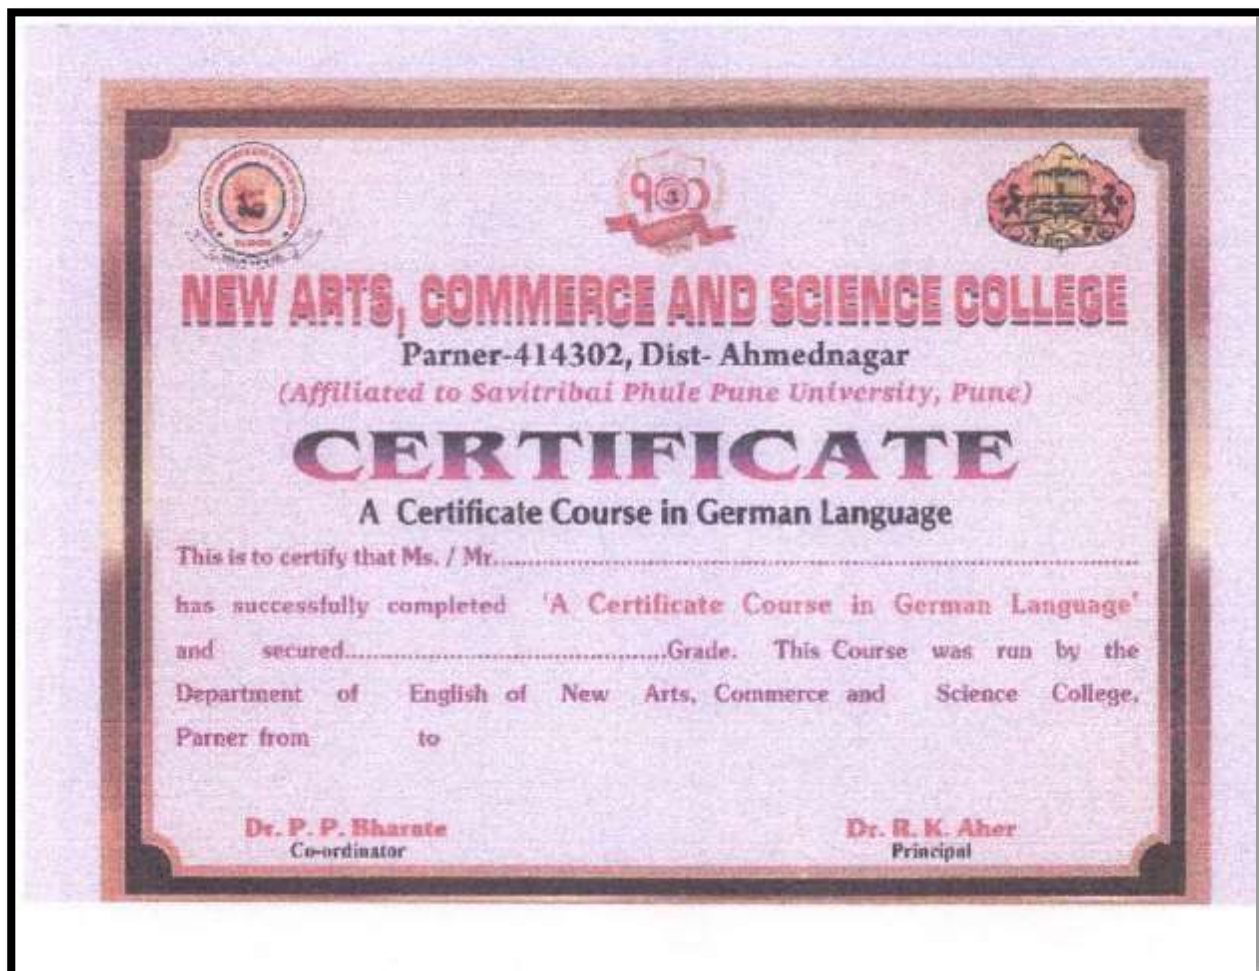 १००
NEW ARTS, COMMERCE AND SCIENCE COLLEGE
Parner-414302, Dist- Ahmednagar
(Affiliated to Savitribai Phule Pune University, Pune)
CERTIFICATE
A Certificate Course in German Language
This is to certify that Ms. / Mr.......................................................................................
has successfully completed 'A Certificate Course in German Language'
and secured.............................................Grade. This Course was run by the
Department of English of New Arts, Commerce and Science College,
Parner from to
Dr. P. P. Bharate Dr. R. K. Aher
Co-ordinator Principal